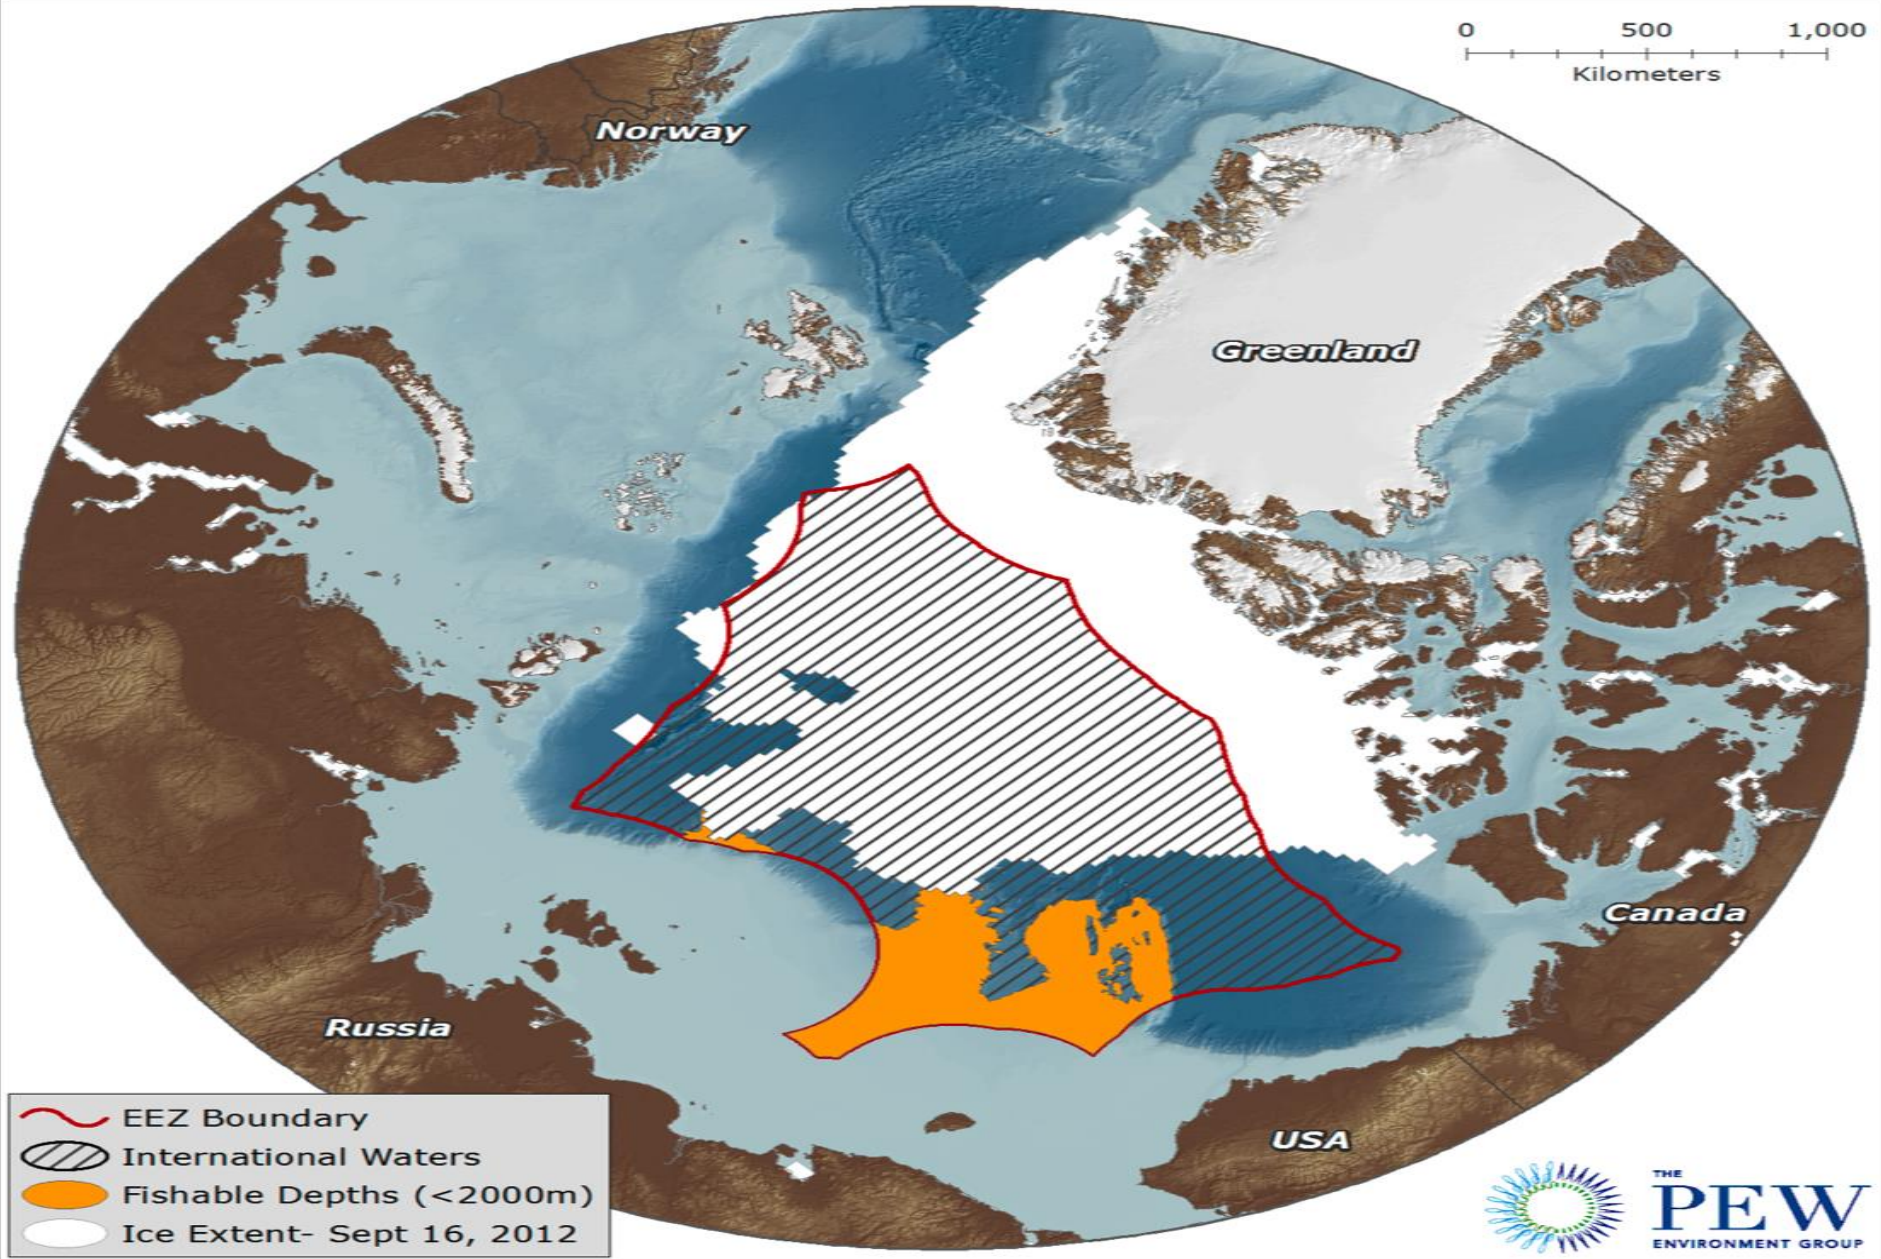 0 500 1,000
Kilometers
Norway
Greenland
Canada
Russia
USA
EEZ Boundary
International Waters
Fishable Depths (<2000m)
Ice Extent- Sept 16, 2012
THE
PEW
ENVIRONMENT GROUP